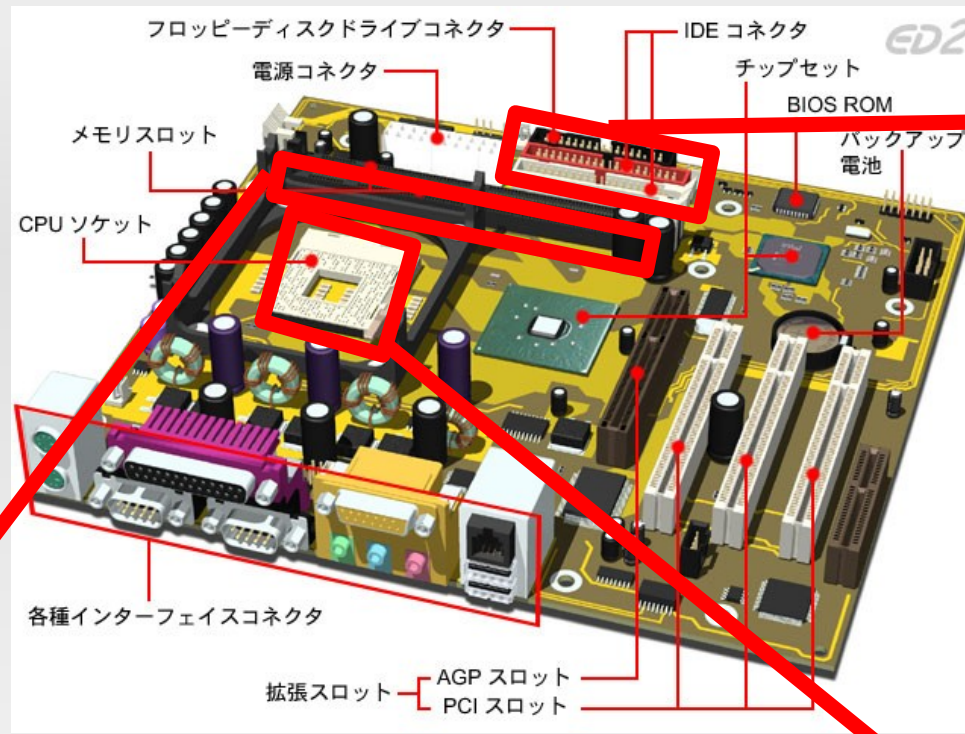 フロッピーディスクドライブコネクタ
IDE コネクタ
電源コネクタ
チップセット
BIOS ROM
メモリスロット
バックアップ
電池
CPU ソケット
各種インターフェイスコネクタ
拡張スロット
AGP スロット
PCI スロット